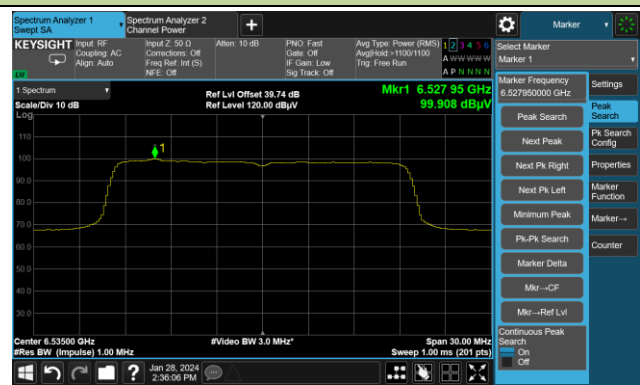 Spectrum Analyzer 1
Swept SA
Spectrum Analyzer 2
Channel Power
+
Marker
KEYSIGHT
Input: RF
Coupling: AC
Align: Auto
Input Z: 50 Ω
Corrections: Off
Freq Ref: Int (S)
NFE: Off
Atten: 10 dB
PNO: Fast
Gate: Off
IF Gain: Low
Sig Track: Off
Avg Type: Power (RMS)
Avg|Hold:>1100/1100
Trig: Free Run
1 2 3 4 5 6
A W W W W W
A P N N N N
LXI
Select Marker
Marker 1
1 Spectrum
Scale/Div 10 dB
Log
Ref Lvl Offset 39.74 dB
Ref Level 120.00 dBµV
Mkr1 6.527 95 GHz
99.908 dBµV
110
100
90.0
80.0
70.0
60.0
50.0
40.0
30.0
1
Center 6.53500 GHz
#Res BW (Impulse) 1.00 MHz
#Video BW 3.0 MHz*
Span 30.00 MHz
Sweep 1.00 ms (201 pts)
Marker Frequency
6.527950000 GHz
Peak Search
Next Peak
Next Pk Right
Next Pk Left
Minimum Peak
Pk-Pk Search
Marker Delta
Mkr→CF
Mkr→Ref Lvl
Continuous Peak
Search
On
Off
Settings
Peak
Search
Pk Search
Config
Properties
Marker
Function
Marker→
Counter
?
Jan 28, 2024
2:36:06 PM